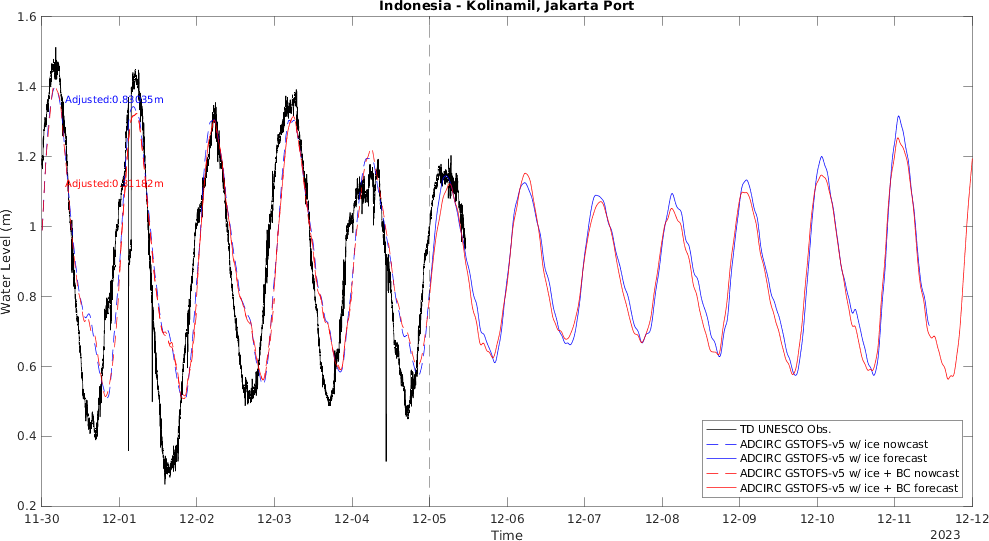 Indonesia - Kolinamil, Jakarta Port
1.6
1.4
1.2
1
0.8
0.6
0.4
0.2
Water Level (m)
Adjusted:0.83035m
TD UNESCO Obs.
ADCIRC GSTOFS-v5 w/ ice nowcast
ADCIRC GSTOFS-v5 w/ ice forecast
ADCIRC GSTOFS-v5 w/ ice + BC nowcast
ADCIRC GSTOFS-v5 w/ ice + BC forecast
11-30 12-01 12-02 12-03 12-04 12-05 12-06 12-07 12-08 12-09 12-10 12-11 12-12
Time
2023